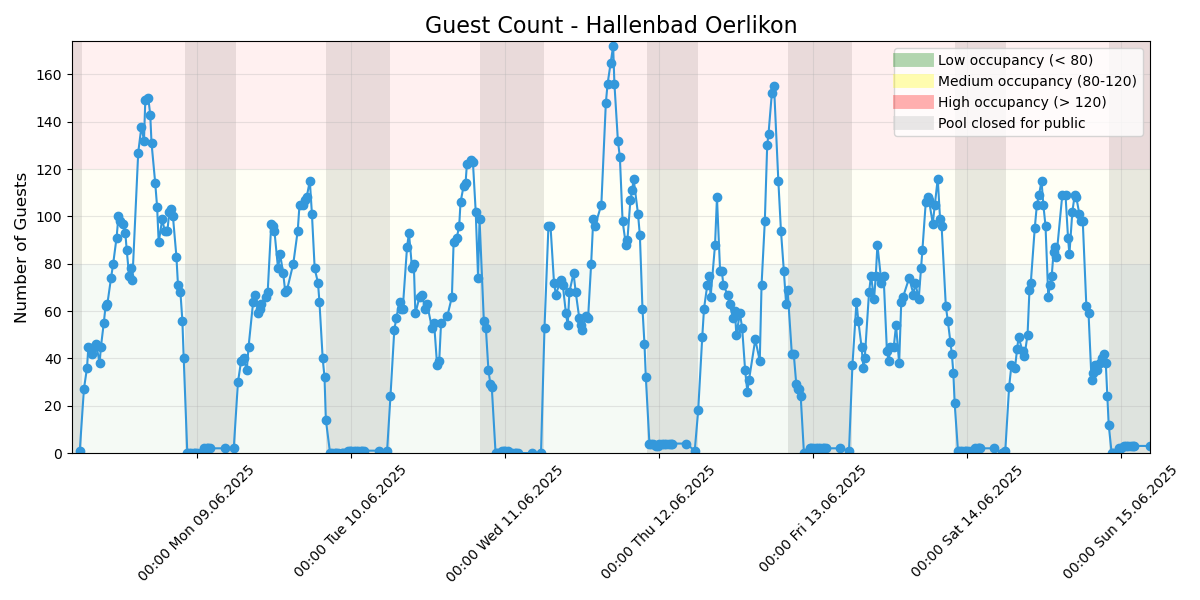 Guest Count - Hallenbad Oerlikon
Number of Guests
160
140
120
100
80
60
40
20
0
Low occupancy (< 80)
Medium occupancy (80-120)
High occupancy (> 120)
Pool closed for public
00:00 Mon 09.06.2025
00:00 Tue 10.06.2025
00:00 Wed 11.06.2025
00:00 Thu 12.06.2025
00:00 Fri 13.06.2025
00:00 Sat 14.06.2025
00:00 Sun 15.06.2025